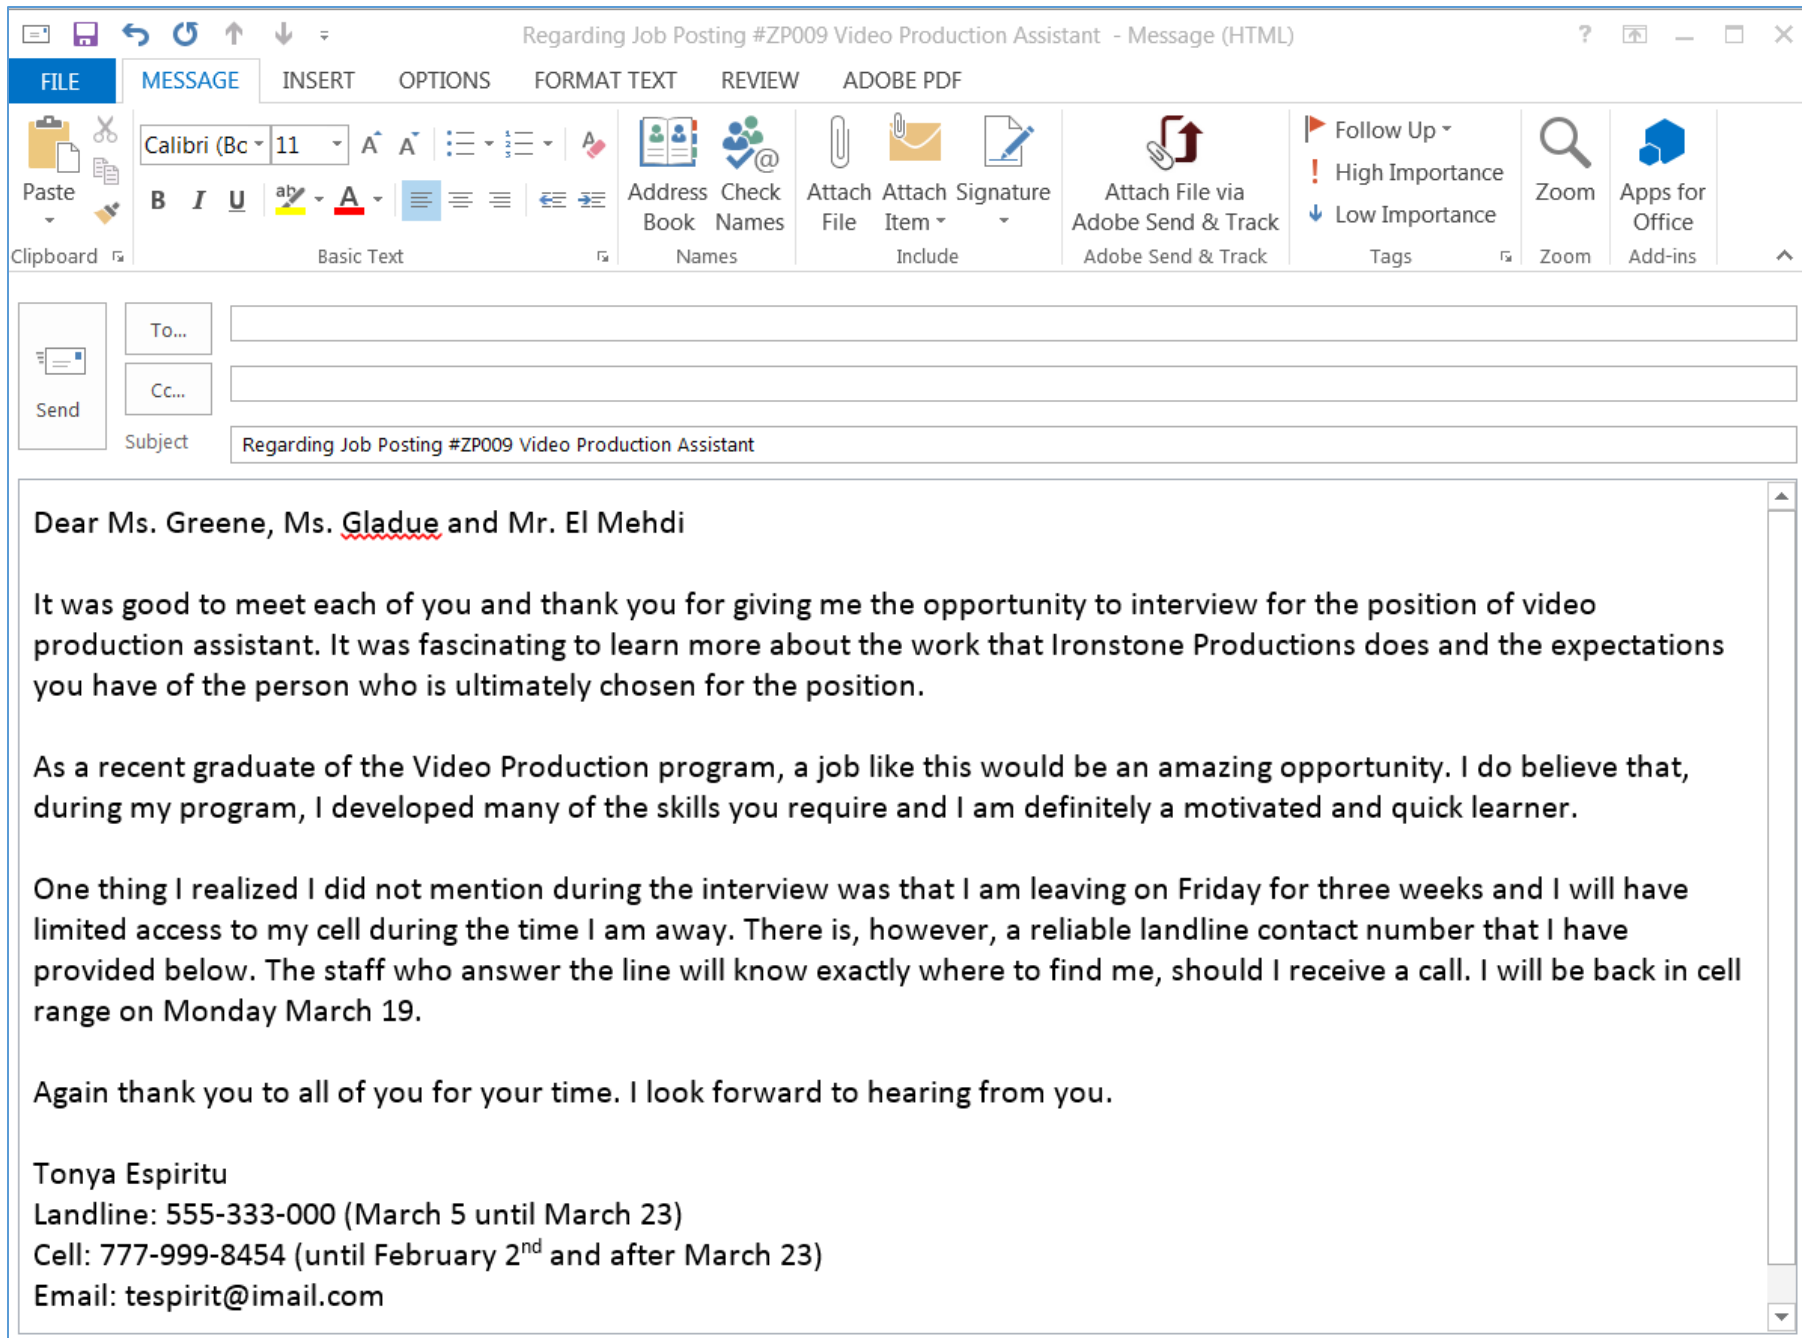 Regarding Job Posting #ZP009 Video Production Assistant - Message (HTML)
FILE MESSAGE INSERT OPTIONS FORMAT TEXT REVIEW ADOBE PDF
Paste
Clipboard
Calibri (Bc 11
B I U
Basic Text
Address Book
Check Names
Names
Attach File
Attach Item
Signature
Include
Attach File via
Adobe Send & Track
Adobe Send & Track
Follow Up
High Importance
Low Importance
Tags
Zoom
Zoom
Apps for
Office
Add-ins
Send
To...
Cc...
Subject Regarding Job Posting #ZP009 Video Production Assistant
Dear Ms. Greene, Ms. Gladue and Mr. El Mehdi
It was good to meet each of you and thank you for giving me the opportunity to interview for the position of video
production assistant. It was fascinating to learn more about the work that Ironstone Productions does and the expectations
you have of the person who is ultimately chosen for the position.
As a recent graduate of the Video Production program, a job like this would be an amazing opportunity. I do believe that,
during my program, I developed many of the skills you require and I am definitely a motivated and quick learner.
One thing I realized I did not mention during the interview was that I am leaving on Friday for three weeks and I will have
limited access to my cell during the time I am away. There is, however, a reliable landline contact number that I have
provided below. The staff who answer the line will know exactly where to find me, should I receive a call. I will be back in cell
range on Monday March 19.
Again thank you to all of you for your time. I look forward to hearing from you.
Tonya Espiritu
Landline: 555-333-000 (March 5 until March 23)
Cell: 777-999-8454 (until February 2nd and after March 23)
Email: tespirit@imail.com